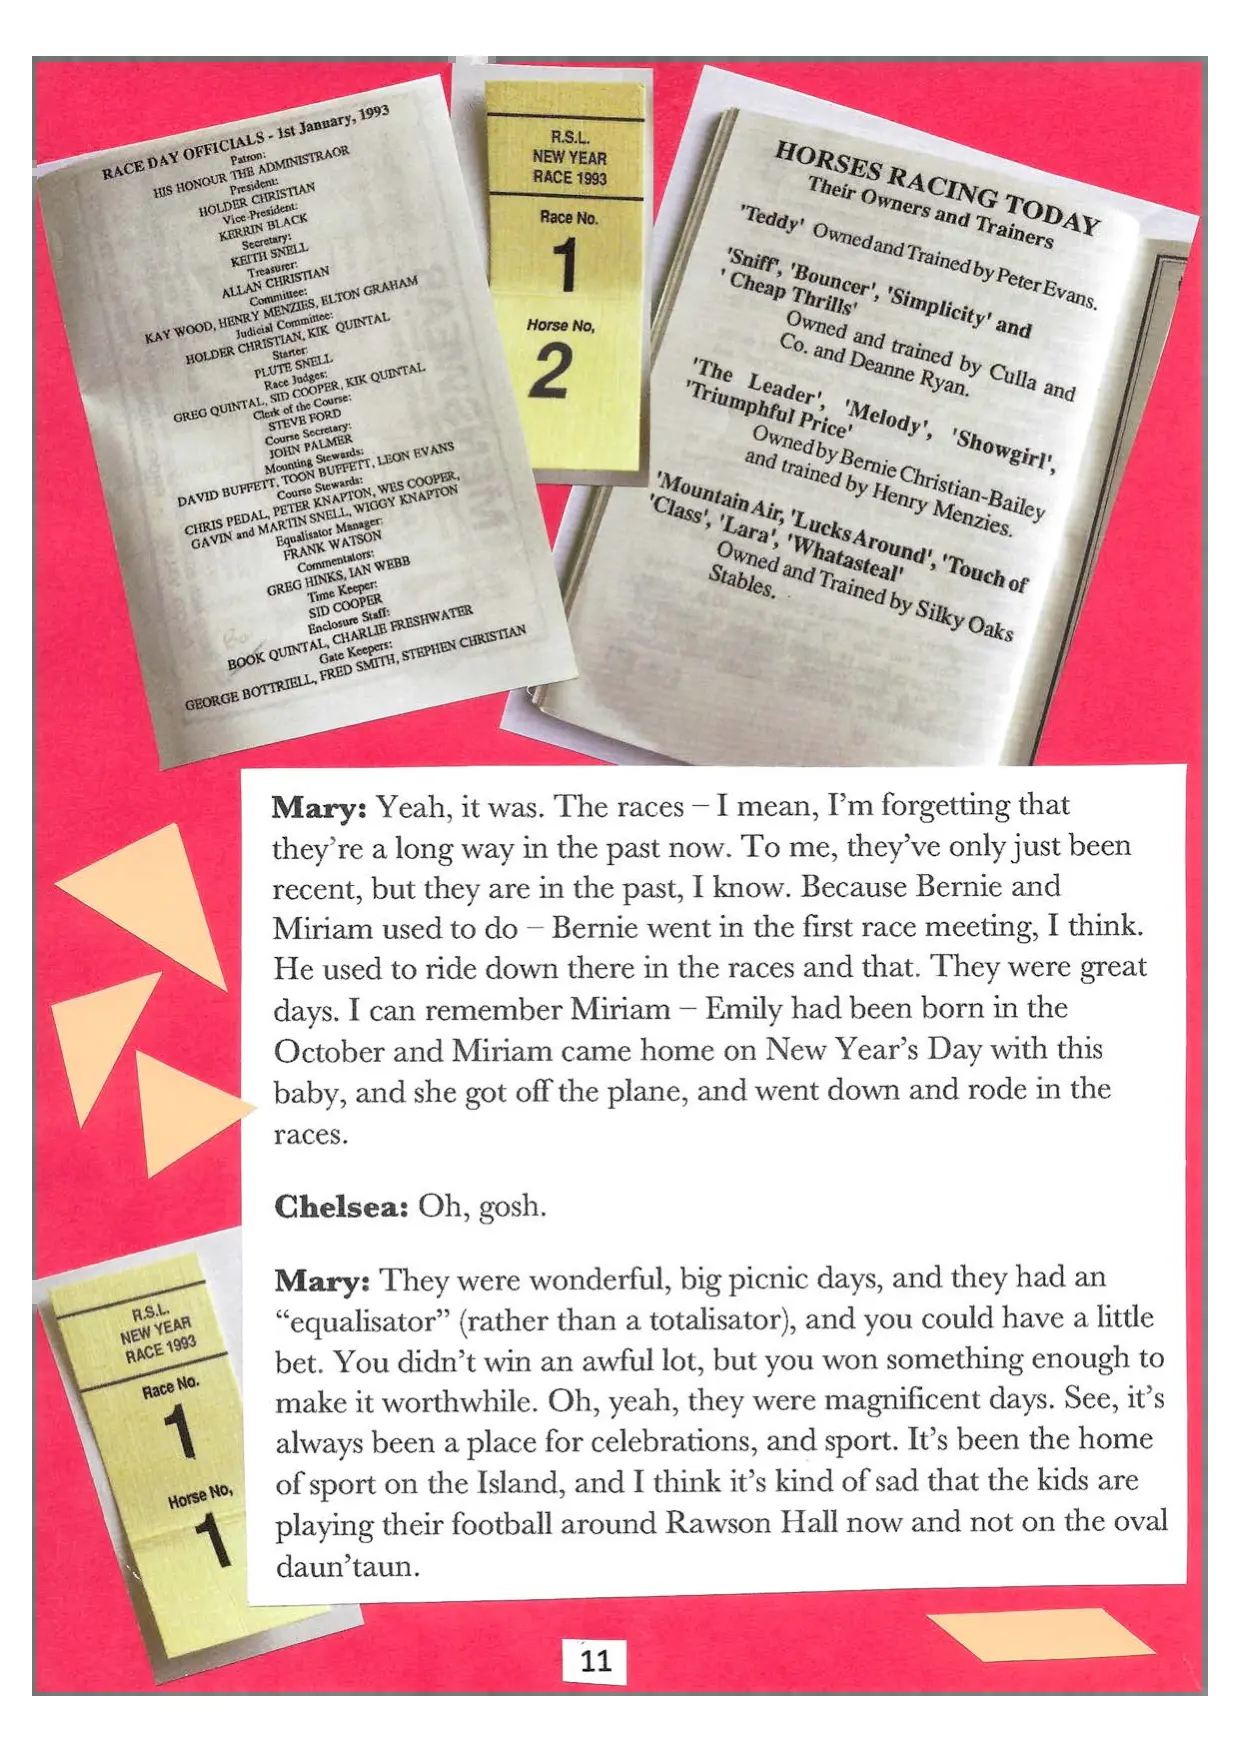 RACE DAY OFFICIALS - 1st January, 1993
Patron:
HIS HONOUR THE ADMINISTRAOR
President:
HOLDER CHRISTIAN
Vice-President:
KERRIN BLACK
Secretary:
KEITH SNELL
Treasurer:
ALLAN CHRISTIAN
Committee:
KAY WOOD, HENRY MENZIES, ELTON GRAHAM
Judicial Committee:
HOLDER CHRISTIAN, KIK QUINTAL
Starter:
PLUTE SNELL
Race Judges:
GREG QUINTAL, SID COOPER, KIK QUINTAL
Clerk of the Course:
STEVE FORD
Course Secretary:
JOHN PALMER
Mounting Stewards:
DAVID BUFFETT, TOON BUFFETT, LEON EVANS
Course Stewards:
CHRIS PEDAL, PETER KNAPTON, WES COOPER,
GAVIN and MARTIN SNELL, WIGGY KNAPTON
Equalisator Manager:
FRANK WATSON
Commentators:
GREG HINKS, IAN WEBB
Time Keeper:
SID COOPER
Enclosure Staff:
BOOK QUINTAL, CHARLIE FRESHWATER
Gate Keepers:
GEORGE BOTTRIELL, FRED SMITH, STEPHEN CHRISTIAN
R.S.L.
NEW YEAR
RACE 1993
Race No.
1
Horse No,
2
HORSES RACING TODAY
Their Owners and Trainers
'Teddy' Owned and Trained by Peter Evans.
'Sniff', 'Bouncer', 'Simplicity' and
' Cheap Thrills'
Owned and trained by Culla and
Co. and Deanne Ryan.
'The Leader', 'Melody', 'Showgirl',
'Triumphful Price'
Owned by Bernie Christian-Bailey
and trained by Henry Menzies.
'Mountain Air, 'Lucks Around', 'Touch of
'Class', 'Lara', 'Whatasteal'
Owned and Trained by Silky Oaks
Stables.
Mary: Yeah, it was. The races – I mean, I'm forgetting that
they're a long way in the past now. To me, they've only just been
recent, but they are in the past, I know. Because Bernie and
Miriam used to do – Bernie went in the first race meeting, I think.
He used to ride down there in the races and that. They were great
days. I can remember Miriam – Emily had been born in the
October and Miriam came home on New Year's Day with this
baby, and she got off the plane, and went down and rode in the
races.
Chelsea: Oh, gosh.
Mary: They were wonderful, big picnic days, and they had an
“equalisator” (rather than a totalisator), and you could have a little
bet. You didn't win an awful lot, but you won something enough to
make it worthwhile. Oh, yeah, they were magnificent days. See, it's
always been a place for celebrations, and sport. It's been the home
of sport on the Island, and I think it's kind of sad that the kids are
playing their football around Rawson Hall now and not on the oval
daun'taun.
R.S.L.
NEW YEAR
RACE 1993
Race No.
1
Horse No,
1
11